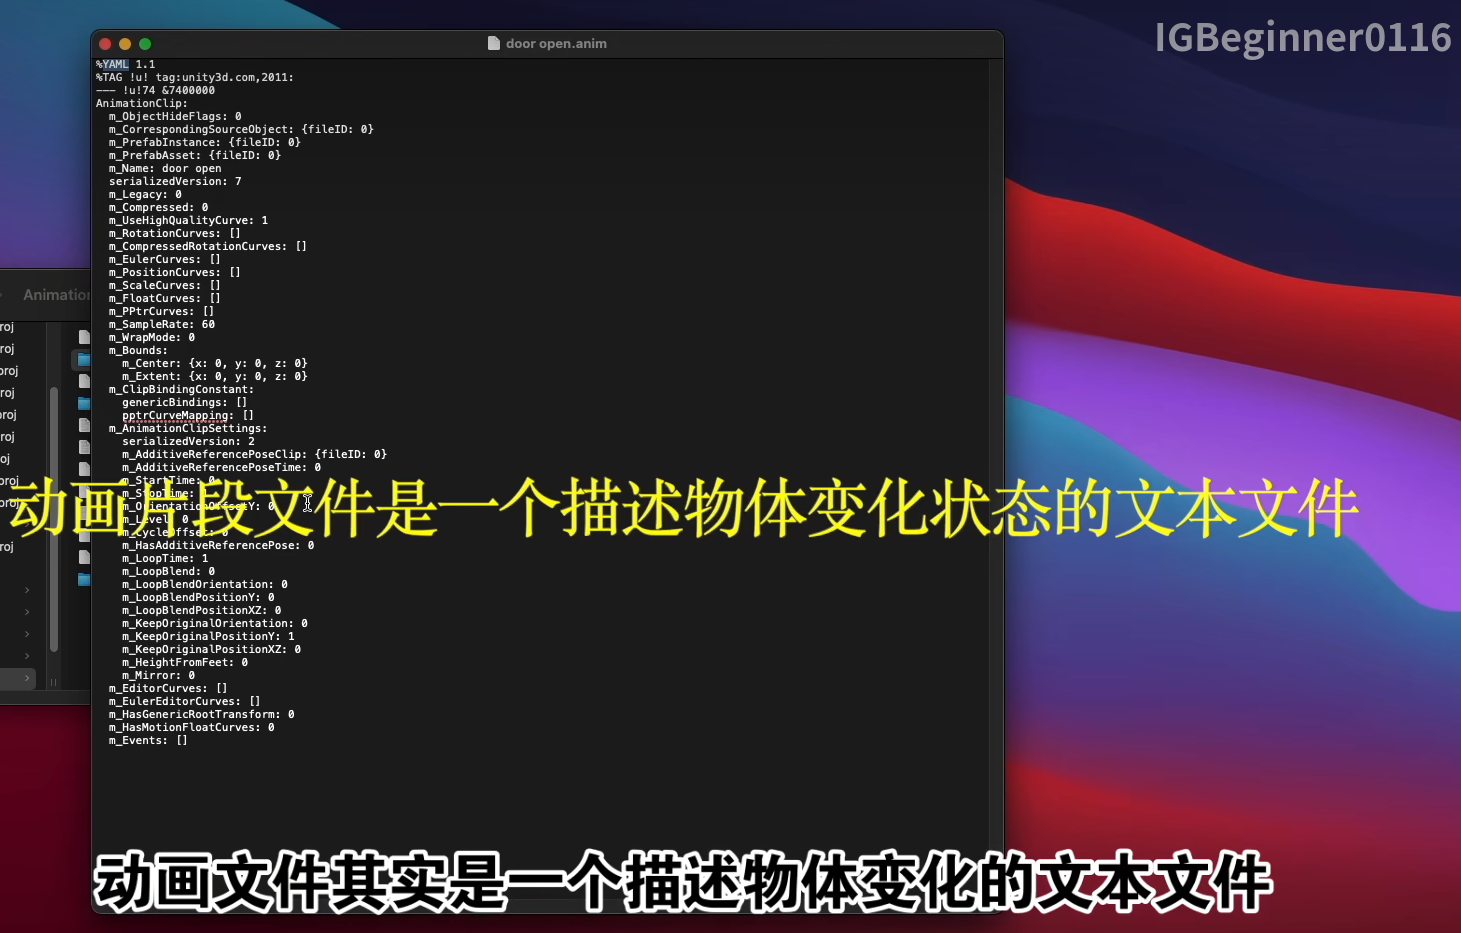 IGBeginner0116
door open.anim
%YAML 1.1
%TAG !u! tag:unity3d.com,2011:
--- !u!74 &7400000
AnimationClip:
m_ObjectHideFlags: 0
m_CorrespondingSourceObject: {fileID: 0}
m_PrefabInstance: {fileID: 0}
m_PrefabAsset: {fileID: 0}
m_Name: door open
serializedVersion: 7
m_Legacy: 0
m_Compressed: 0
m_UseHighQualityCurve: 1
m_RotationCurves: []
m_CompressedRotationCurves: []
m_EulerCurves: []
m_PositionCurves: []
m_ScaleCurves: []
m_FloatCurves: []
m_PPtrCurves: []
m_SampleRate: 60
m_WrapMode: 0
m_Bounds:
m_Center: {x: 0, y: 0, z: 0}
m_Extent: {x: 0, y: 0, z: 0}
m_ClipBindingConstant:
genericBindings: []
pptrCurveMapping: []
m_AnimationClipSettings:
serializedVersion: 2
m_AdditiveReferencePoseClip: {fileID: 0}
m_AdditiveReferencePoseTime: 0
m_StartTime: 0
m_StopTime:
m_OrientationOffsetY: 0
m_Level: 0
m_CycleOffset: 0
m_HasAdditiveReferencePose: 0
m_LoopTime: 1
m_LoopBlend: 0
m_LoopBlendOrientation: 0
m_LoopBlendPositionY: 0
m_LoopBlendPositionXZ: 0
m_KeepOriginalOrientation: 0
m_KeepOriginalPositionY: 1
m_KeepOriginalPositionXZ: 0
m_HeightFromFeet: 0
m_Mirror: 0
m_EditorCurves: []
m_EulerEditorCurves: []
m_HasGenericRootTransform: 0
m_HasMotionFloatCurves: 0
m_Events: []
Animation
roj
roj
proj
roj
proj
roj
oj
proj
proj
roj
动画片段文件是一个描述物体变化状态的文本文件
动画文件其实是一个描述物体变化的文本文件